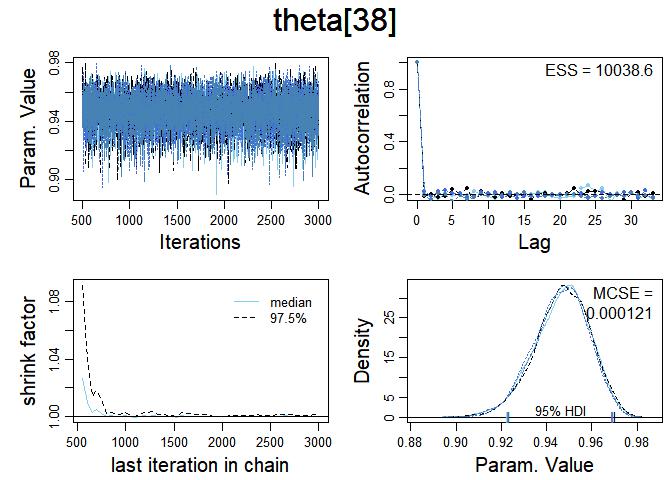 theta[38]
Param. Value
0.98
0.94
0.90
500 1000 1500 2000 2500 3000
Iterations
Autocorrelation
0.8
0.4
0.0
ESS = 10038.6
0 5 10 15 20 25 30
Lag
shrink factor
1.08
1.04
1.00
median
97.5%
500 1000 1500 2000 2500 3000
last iteration in chain
Density
25
15
5
0
MCSE =
0.000121
95% HDI
0.88 0.90 0.92 0.94 0.96 0.98
Param. Value